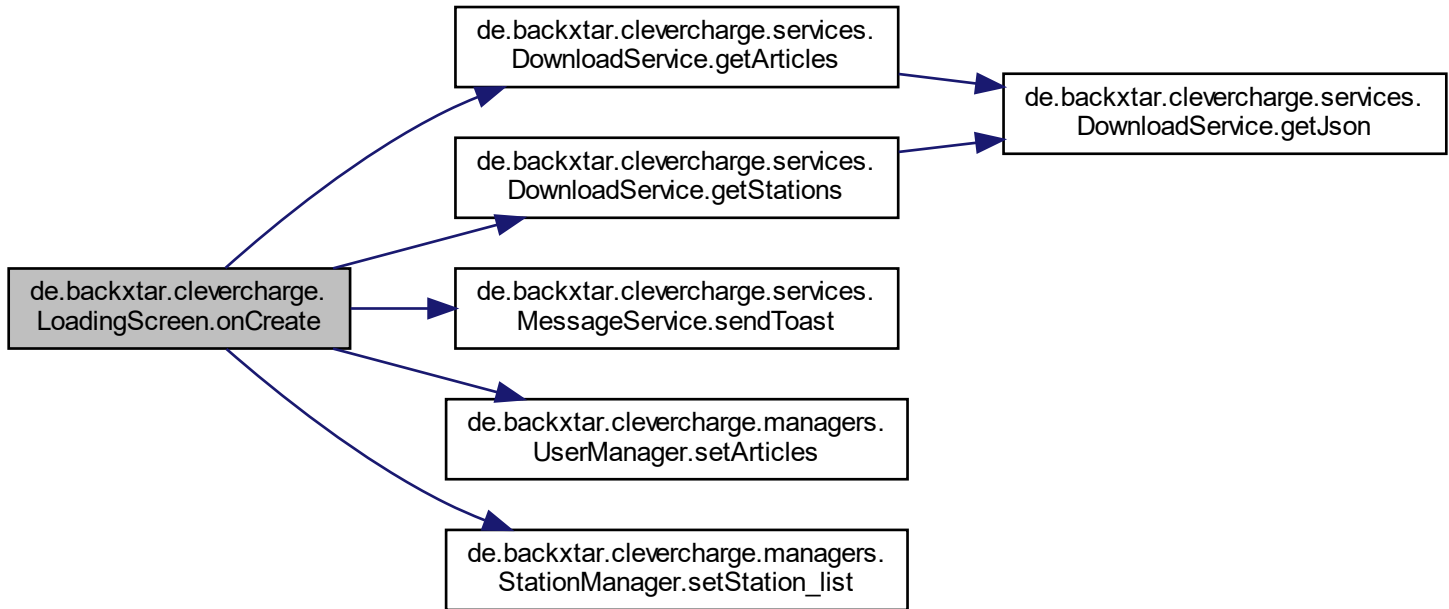 de.backxtar.clevercharge.services.
DownloadService.getArticles
de.backxtar.clevercharge.services.
DownloadService.getJson
de.backxtar.clevercharge.services.
DownloadService.getStations
de.backxtar.clevercharge.
LoadingScreen.onCreate
de.backxtar.clevercharge.services.
MessageService.sendToast
de.backxtar.clevercharge.managers.
UserManager.setArticles
de.backxtar.clevercharge.managers.
StationManager.setStation_list